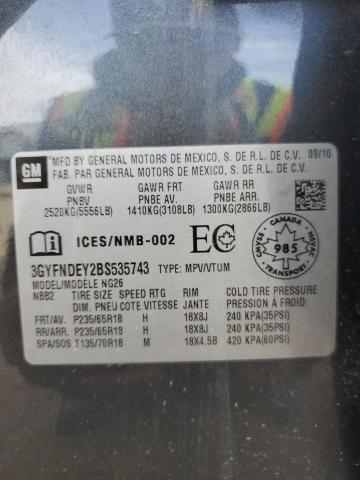 GM
MFD BY GENERAL MOTORS DE MEXICO, S. DE R.L. DE C.V. 09/10
FAB. PAR GENERAL MOTORS DE MEXICO, S. DE R.L. DE C.V.
GVWR GAWR FRT GAWR RR
PNBV PNBE AV. PNBE ARR.
2520KG(5556LB) 1410KG(3108LB) 1300KG(2866LB)
ICES/NMB-002 EC
CANADA
CMVSS NSVAC
985
TRANSPORT
3GYFNDEY2BS535743 TYPE: MPV/VTUM
MODEL/MODELE NG26
NBB2 TIRE SIZE SPEED RTG RIM COLD TIRE PRESSURE
DIM. PNEU COTE VITESSE JANTE PRESSION A FROID
FRT/AV. P235/65R18 H 18X8J 240 KPA(35PSI)
RR/ARR. P235/65R18 H 18X8J 240 KPA(35PSI)
SPA/SOS T135/70R18 M 18X4.5B 420 KPA(60PSI)